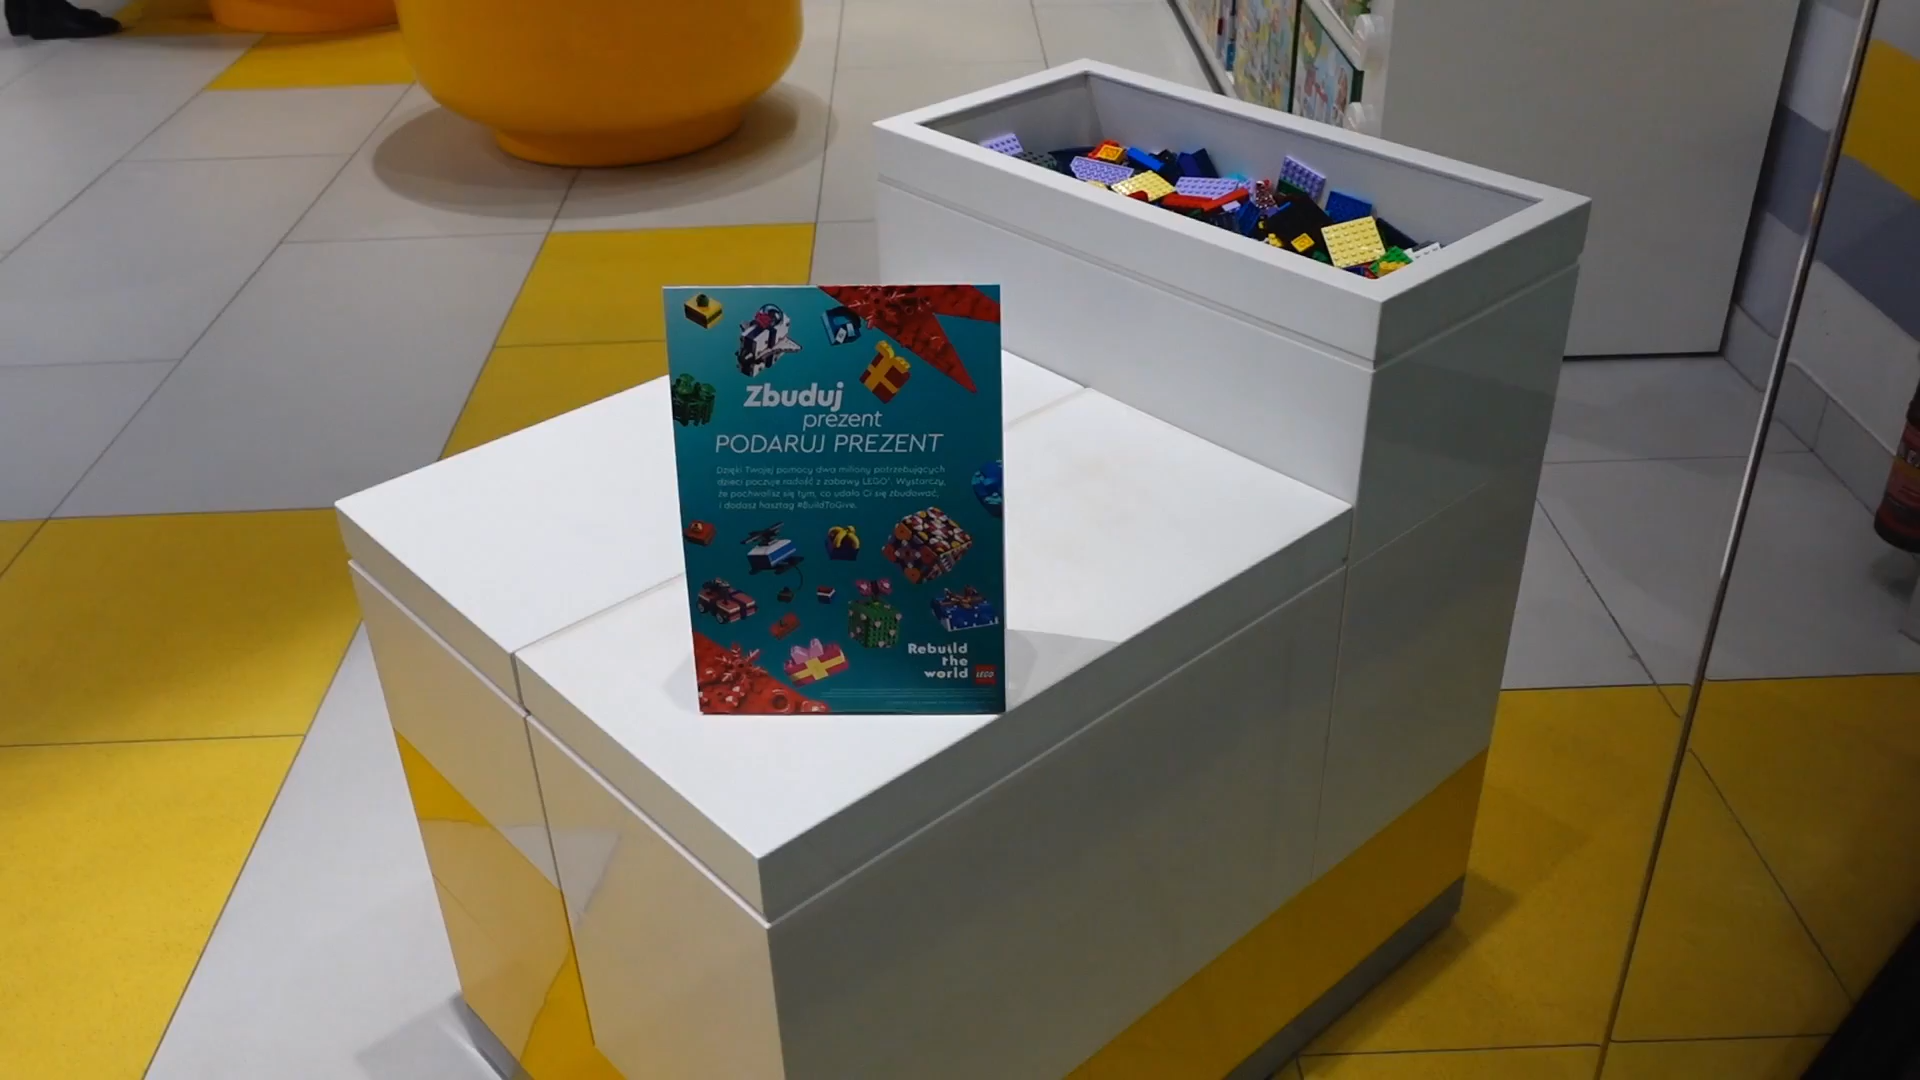 Zbuduj
prezent
PODARUJ PREZENT
Dzięki Twojej pomocy dwa miliony potrzebujących
dzieci poczuje radość z zabawy LEGO®. Wystarczy,
że pochwalisz się tym, co udało Ci się zbudować,
i dodasz hasztag #BuildToGive.
Rebuild
the
world
LEGO